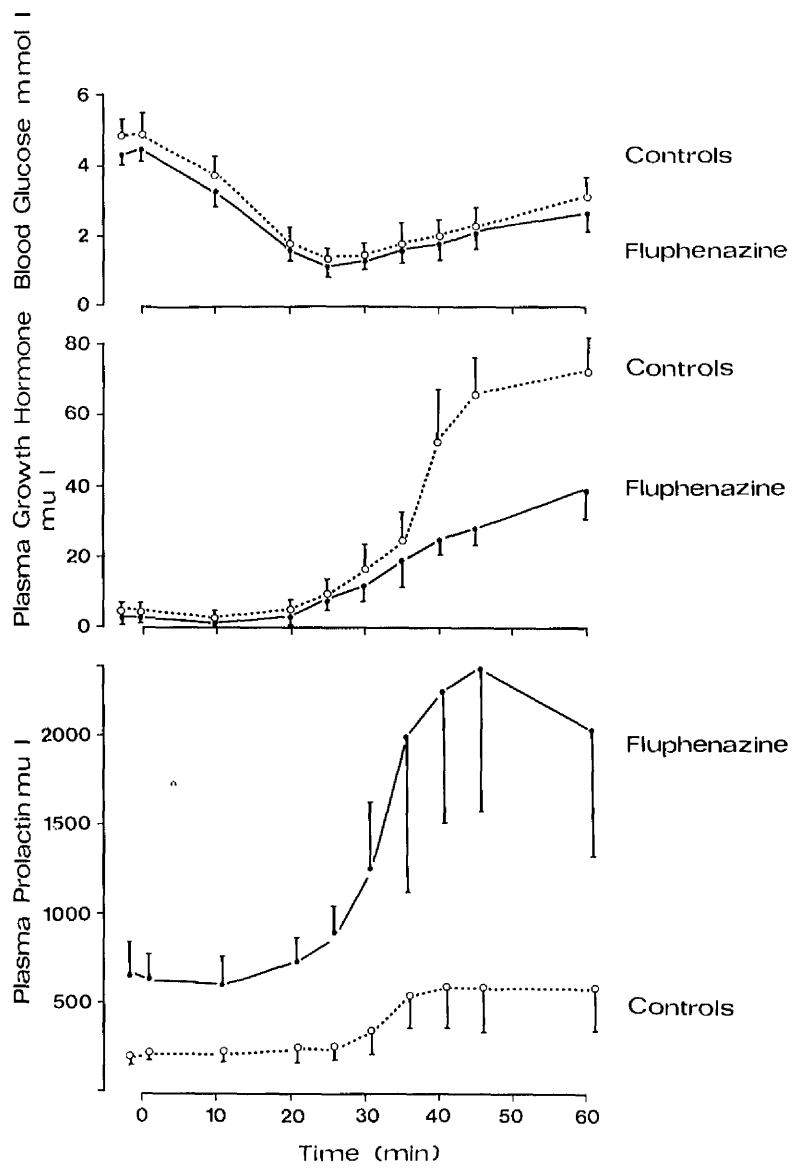 Blood Glucose mmol l
6
4
2
0
Controls
Fluphenazine
Plasma Growth Hormone
mu l
80
60
40
20
0
Controls
Fluphenazine
Plasma Prolactin mu l
2000
1500
1000
500
Fluphenazine
Controls
0 10 20 30 40 50 60
Time (min)